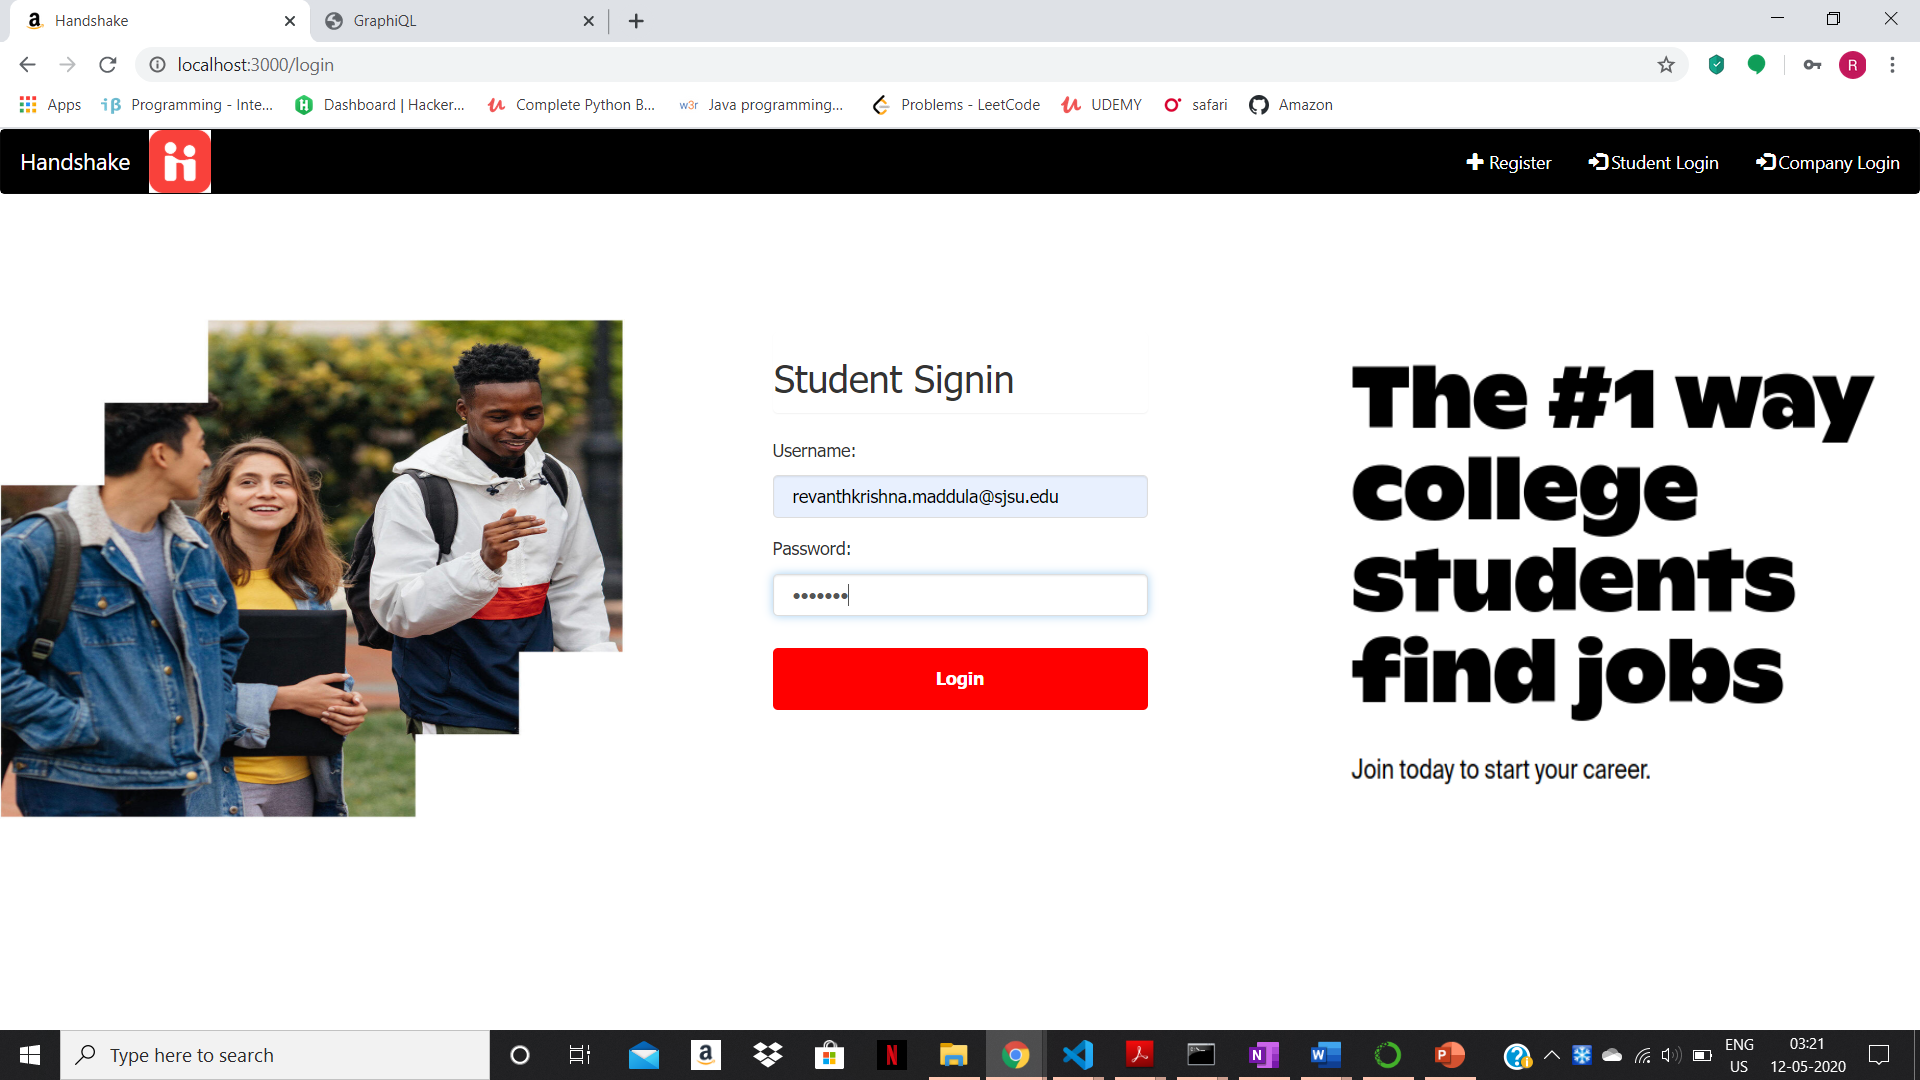 Handshake
GraphiQL
localhost:3000/login
R
Apps
Programming - Inte...
Dashboard | Hacker...
Complete Python B...
w3r Java programming...
Problems - LeetCode
UDEMY
safari
Amazon
Handshake
Register
Student Login
Company Login
Student Signin
Username:
revanthkrishna.maddula@sjsu.edu
Password:
•••••••
Login
The #1 way
college
students
find jobs
Join today to start your career.
Type here to search
ENG
US
03:21
12-05-2020